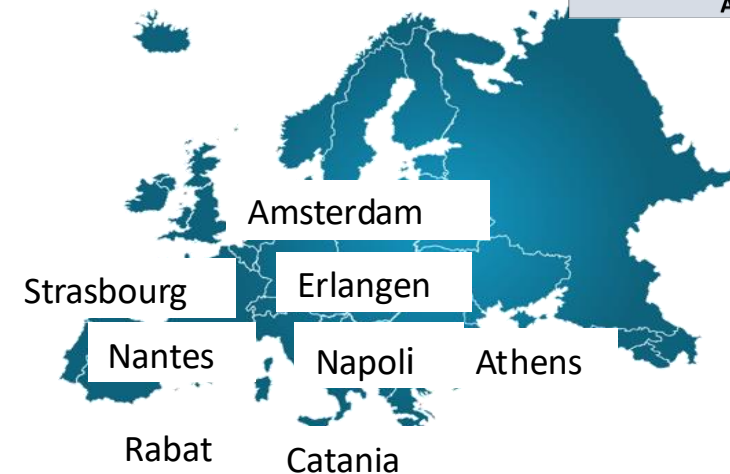 A
Amsterdam
Strasbourg
Erlangen
Nantes
Napoli
Athens
Rabat
Catania